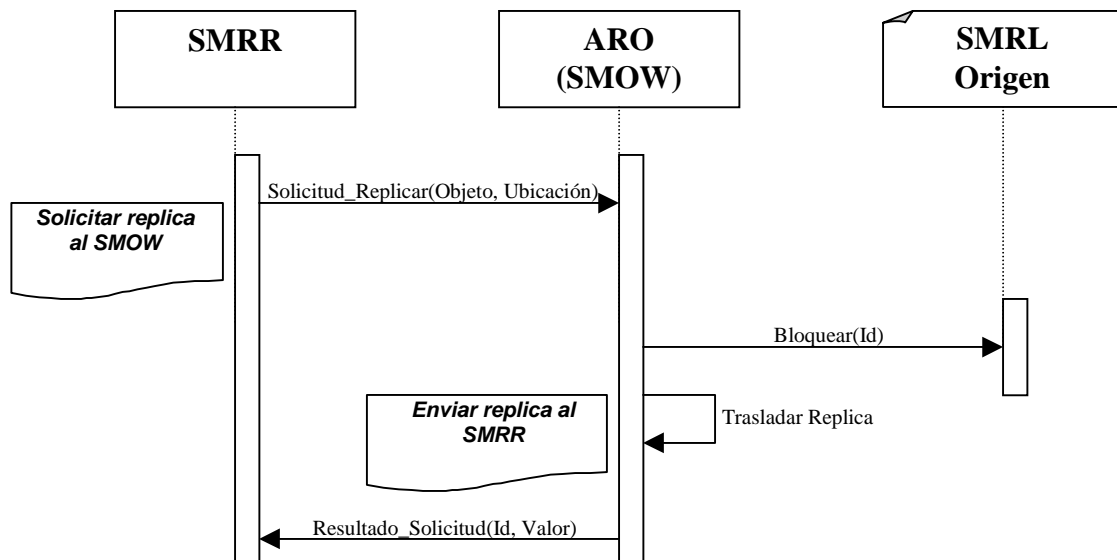 SMRR
ARO
(SMOW)
SMRL
Origen
Solicitud_Replicar(Objeto, Ubicación)
Solicitar replica
al SMOW
Bloquear(Id)
Enviar replica al
SMRR
Trasladar Replica
Resultado_Solicitud(Id, Valor)